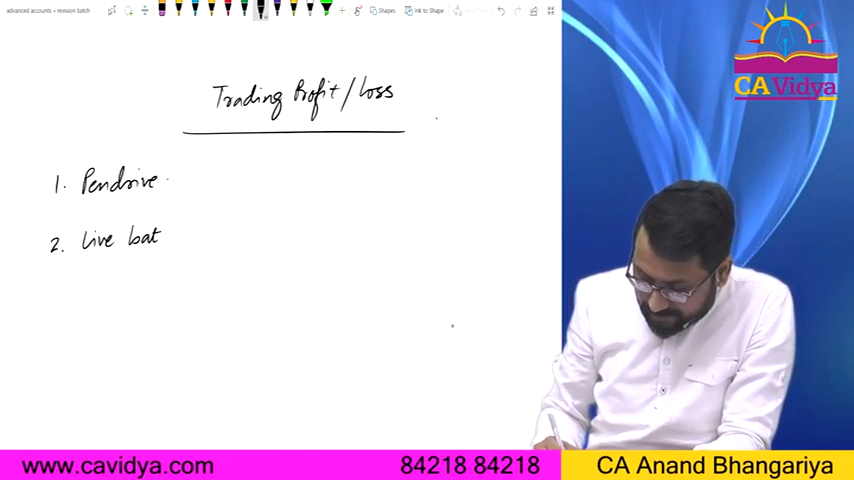 advanced accounts - revision batch
Shapes
Ink to Shape
CA Vidya
Trading Profit/Loss
1. Pendrive
2. Live bat
www.cavidya.com
84218 84218
CA Anand Bhangariya